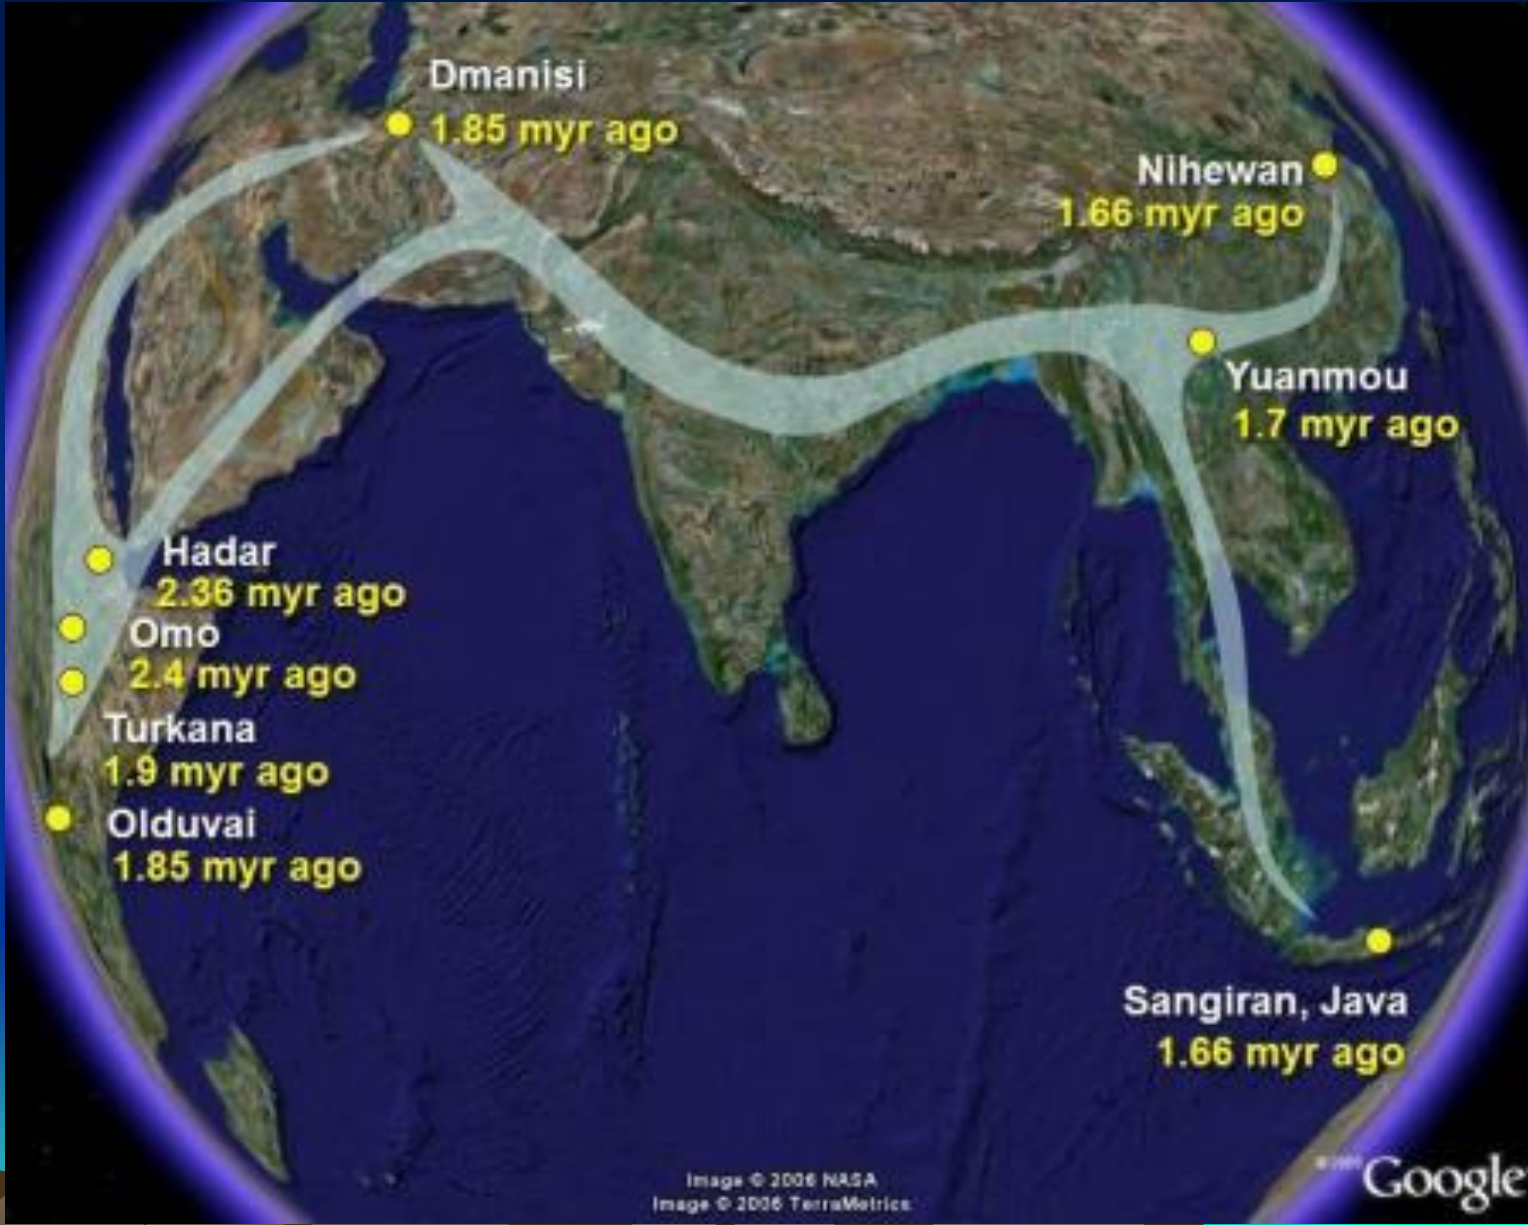 Dmanisi
1.85 myr ago
Nihewan
1.66 myr ago
Yuanmou
1.7 myr ago
Hadar
2.36 myr ago
Omo
2.4 myr ago
Turkana
1.9 myr ago
Olduvai
1.85 myr ago
Sangiran, Java
1.66 myr ago
Image © 2006 NASA
Image © 2006 TerraMetrics
Google